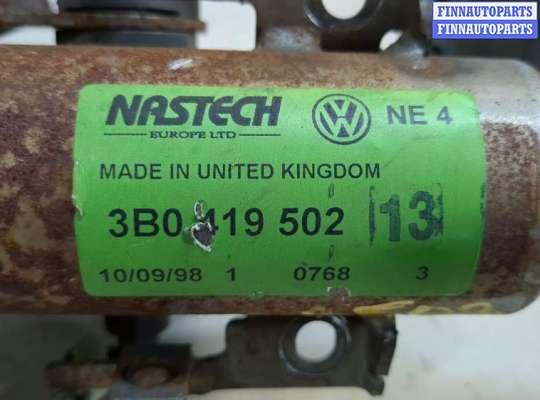 FINNAUTOPARTS
FINNAUTOPARTS
NASTECH NE 4
EUROPE LTD
MADE IN UNITED KINGDOM
3B0 419 502 13
10/09/98 1 0768 3